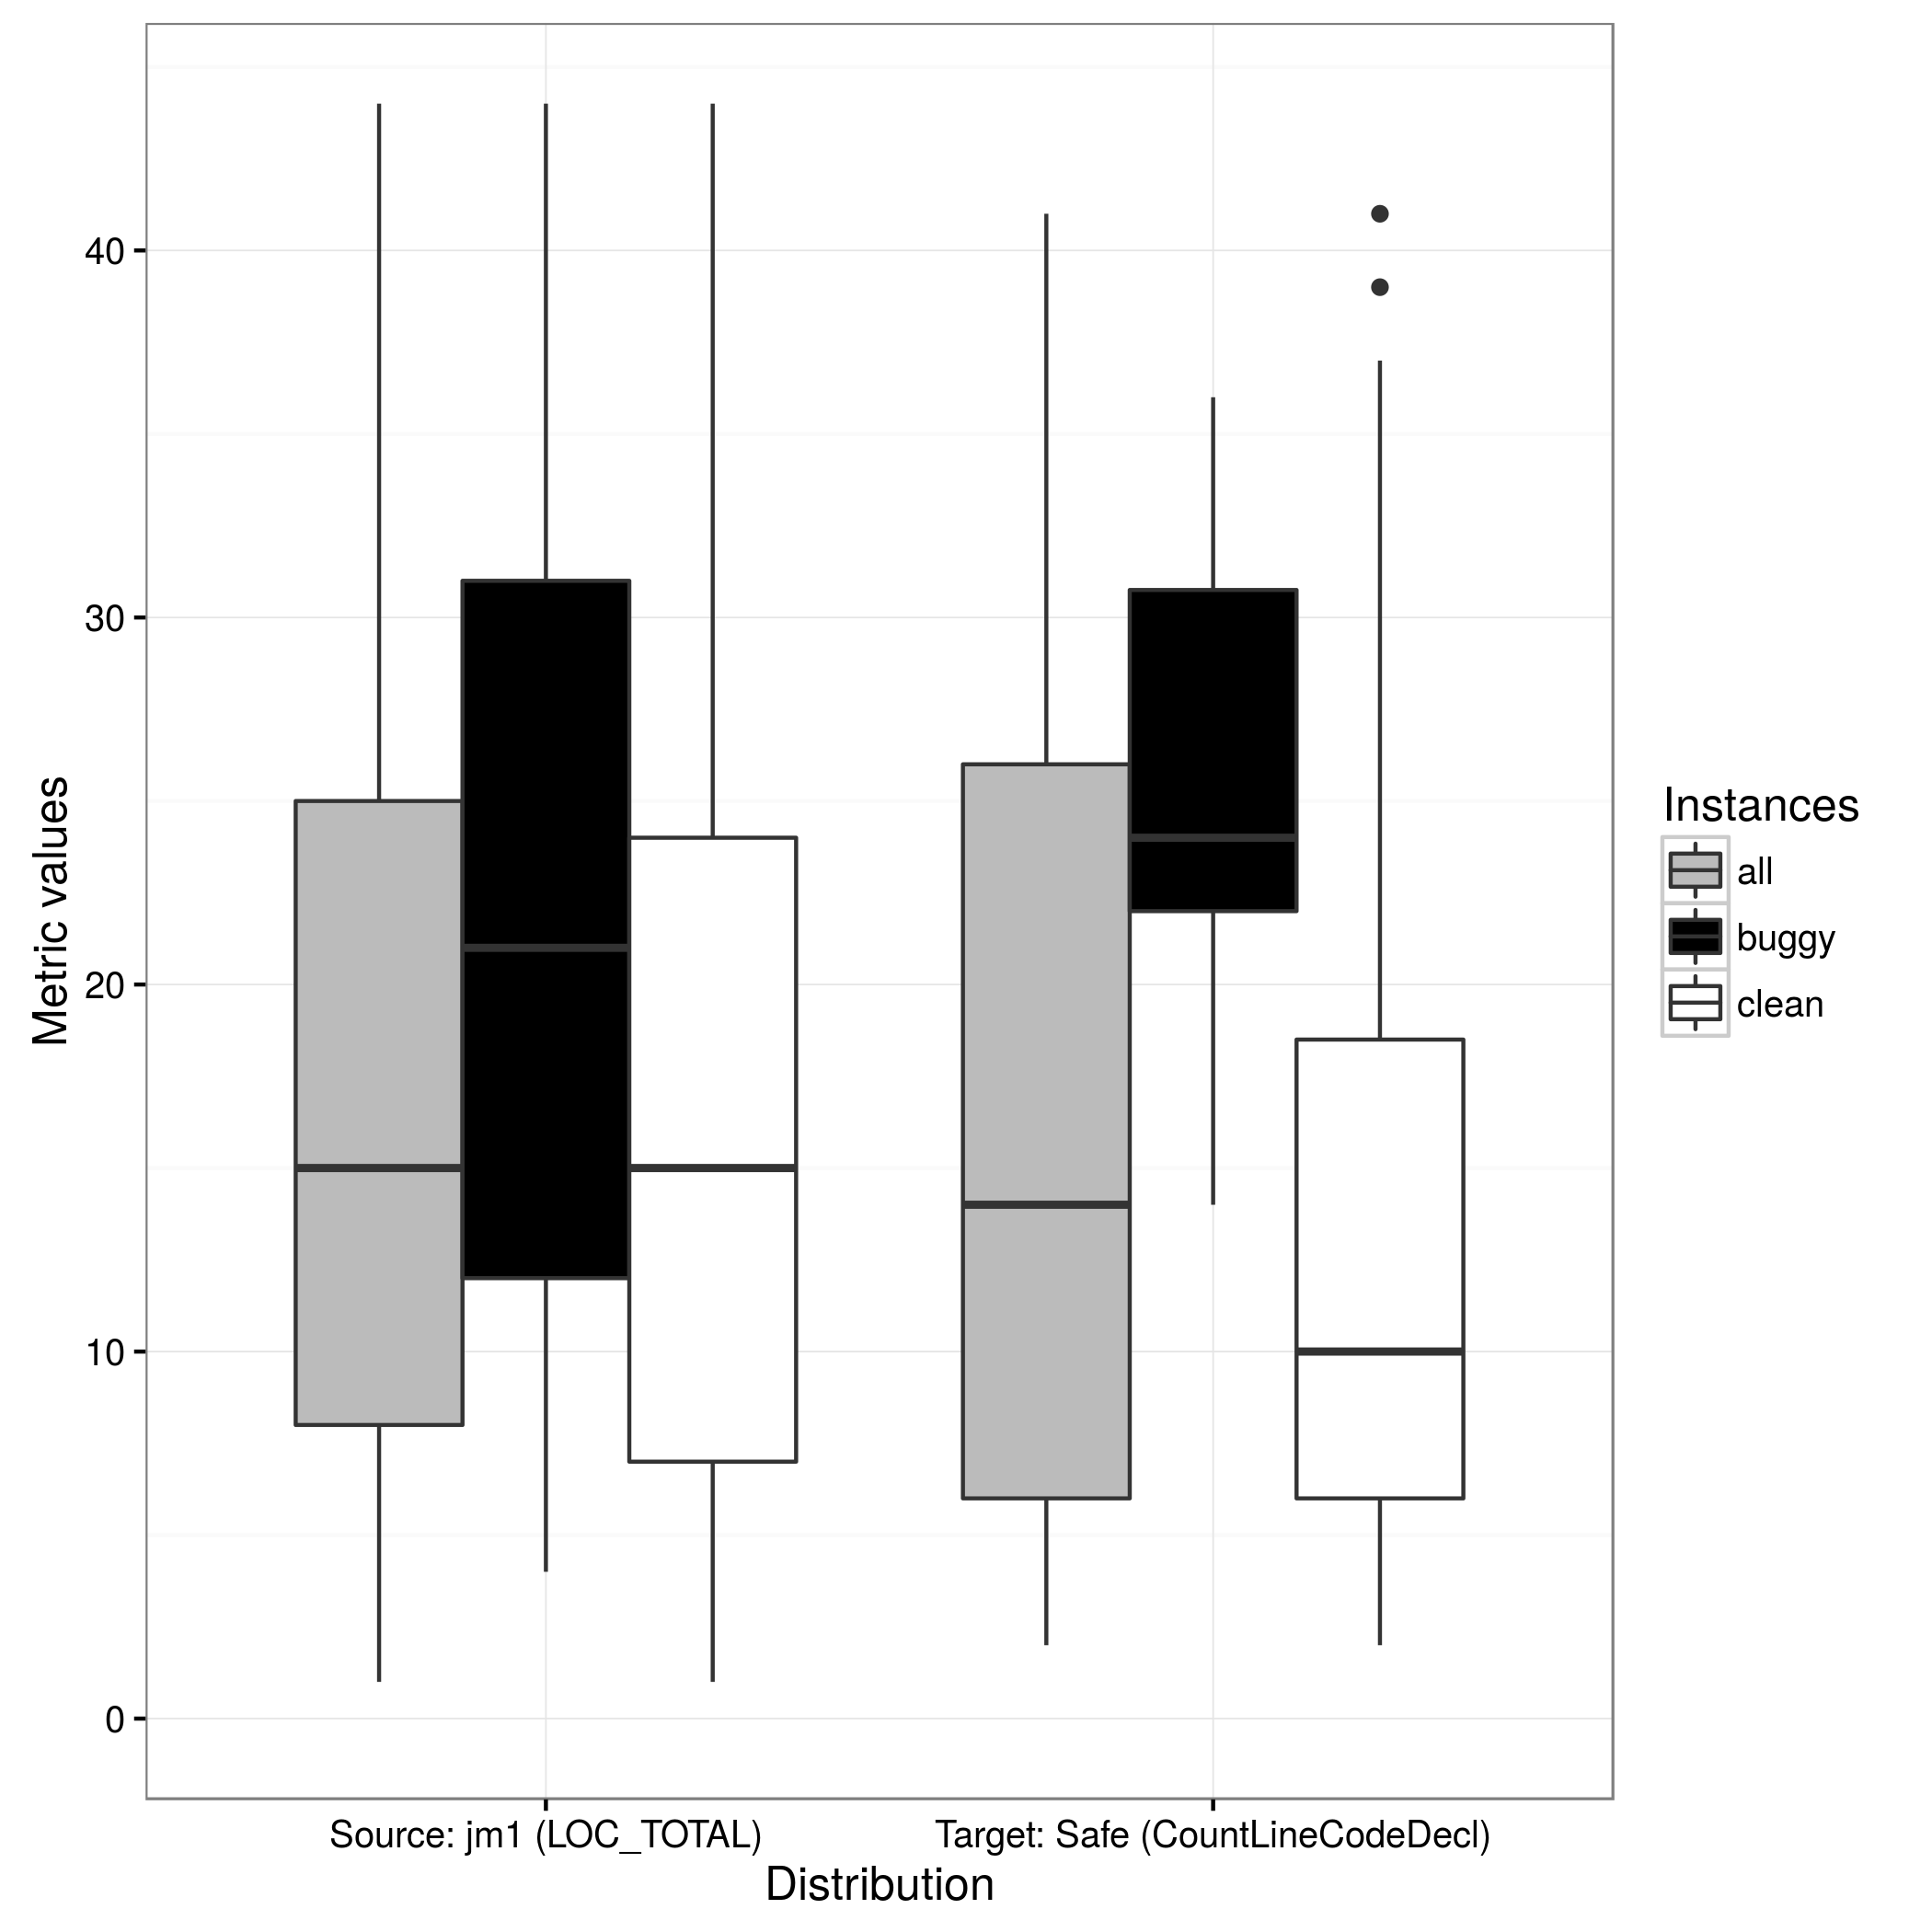 Metric values
40
30
20
10
0
Source: jm1 (LOC_TOTAL)
Target: Safe (CountLineCodeDecl)
Distribution
Instances
all
buggy
clean